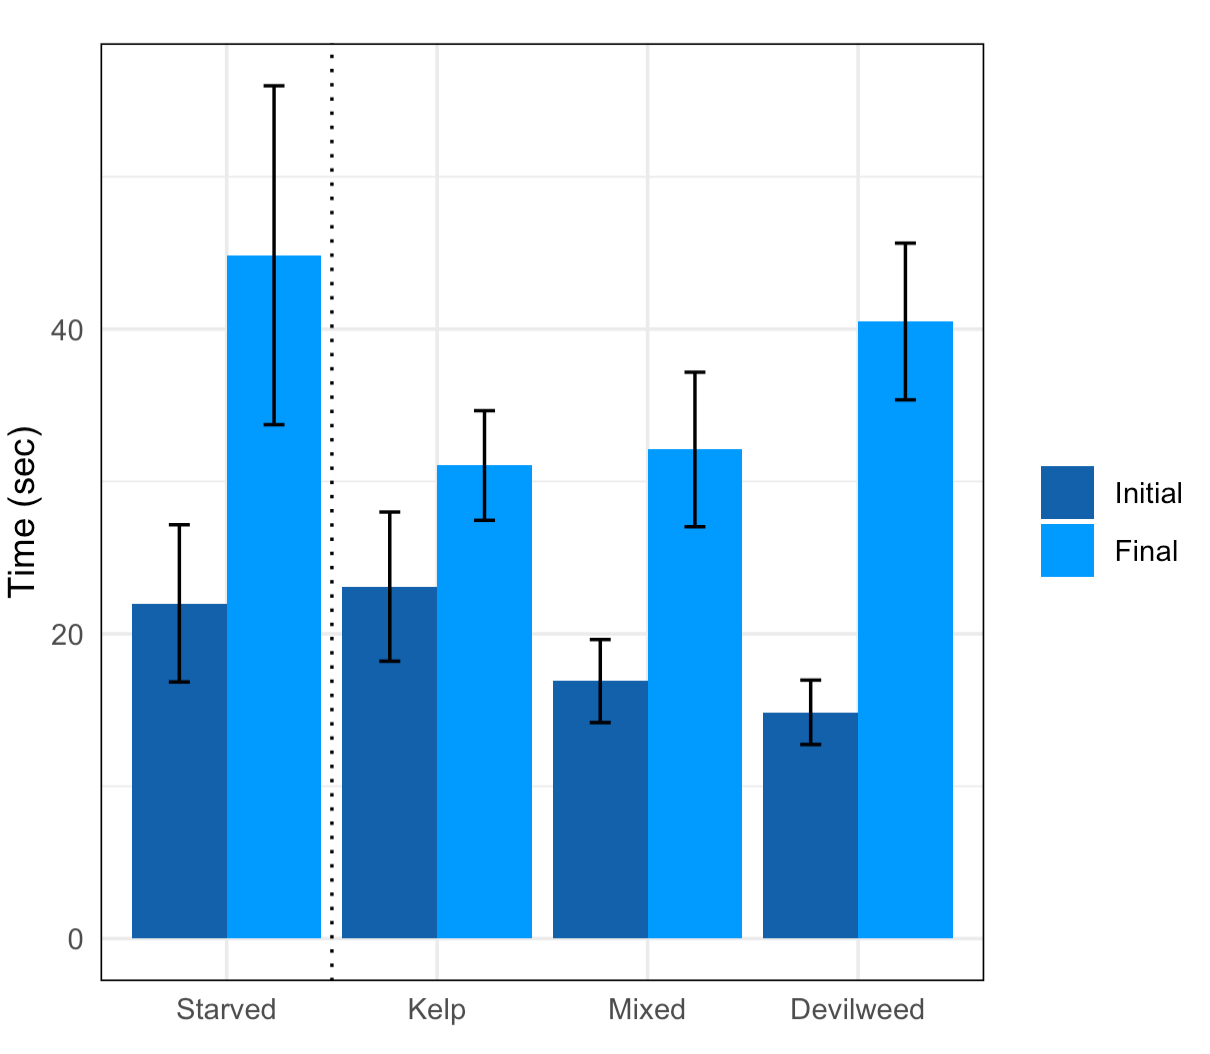 Time (sec)
40
20
0
Starved Kelp Mixed Devilweed
Initial
Final